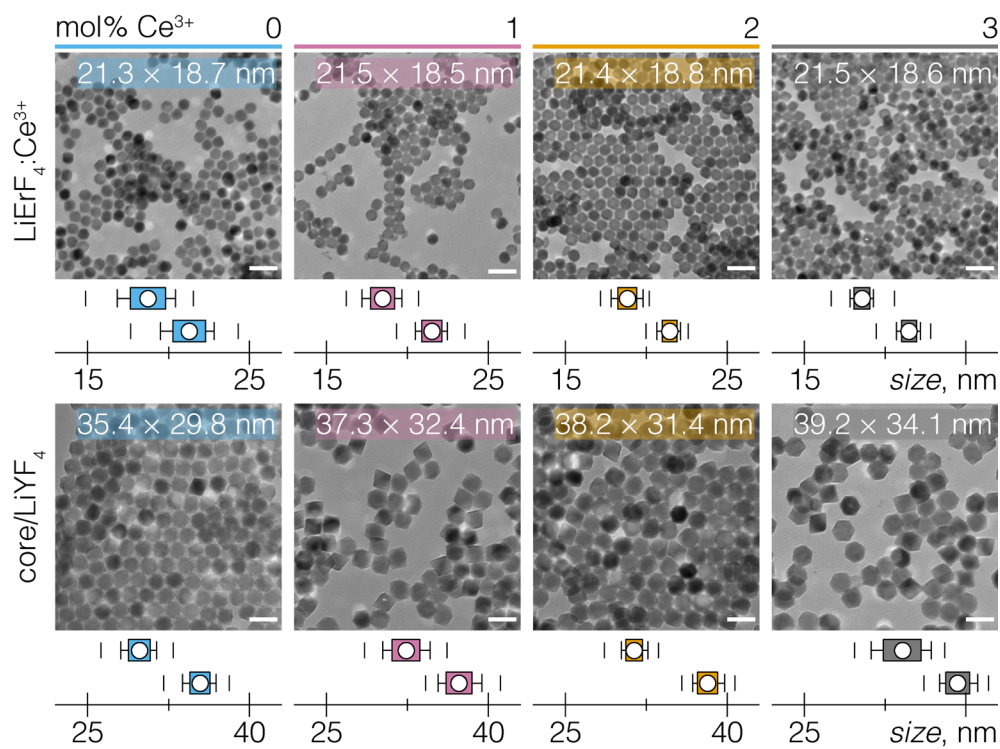 mol% Ce³⁺ 0 1 2 3
LiErF₄:Ce³⁺
21.3 × 18.7 nm 21.5 × 18.5 nm 21.4 × 18.8 nm 21.5 × 18.6 nm
15 25 15 25 15 15 size, nm
core/LiYF₄
35.4 × 29.8 nm 37.3 × 32.4 nm 38.2 × 31.4 nm 39.2 × 34.1 nm
25 40 25 40 25 40 25 size, nm